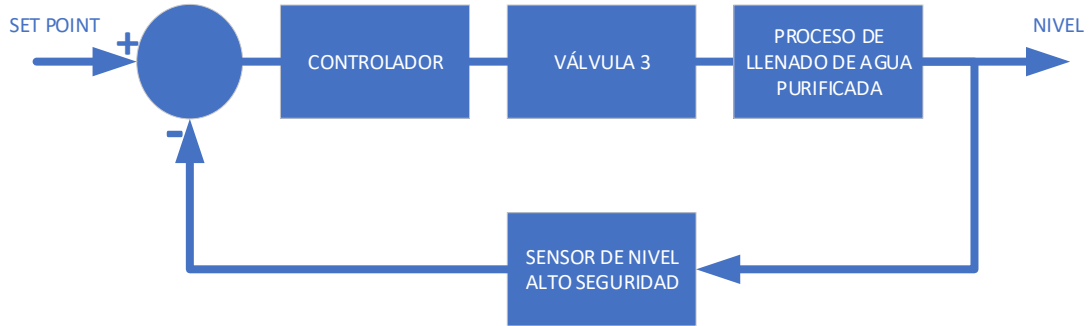 SET POINT
+
-
CONTROLADOR
VÁLVULA 3
PROCESO DE
LLENADO DE AGUA
PURIFICADA
NIVEL
SENSOR DE NIVEL
ALTO SEGURIDAD